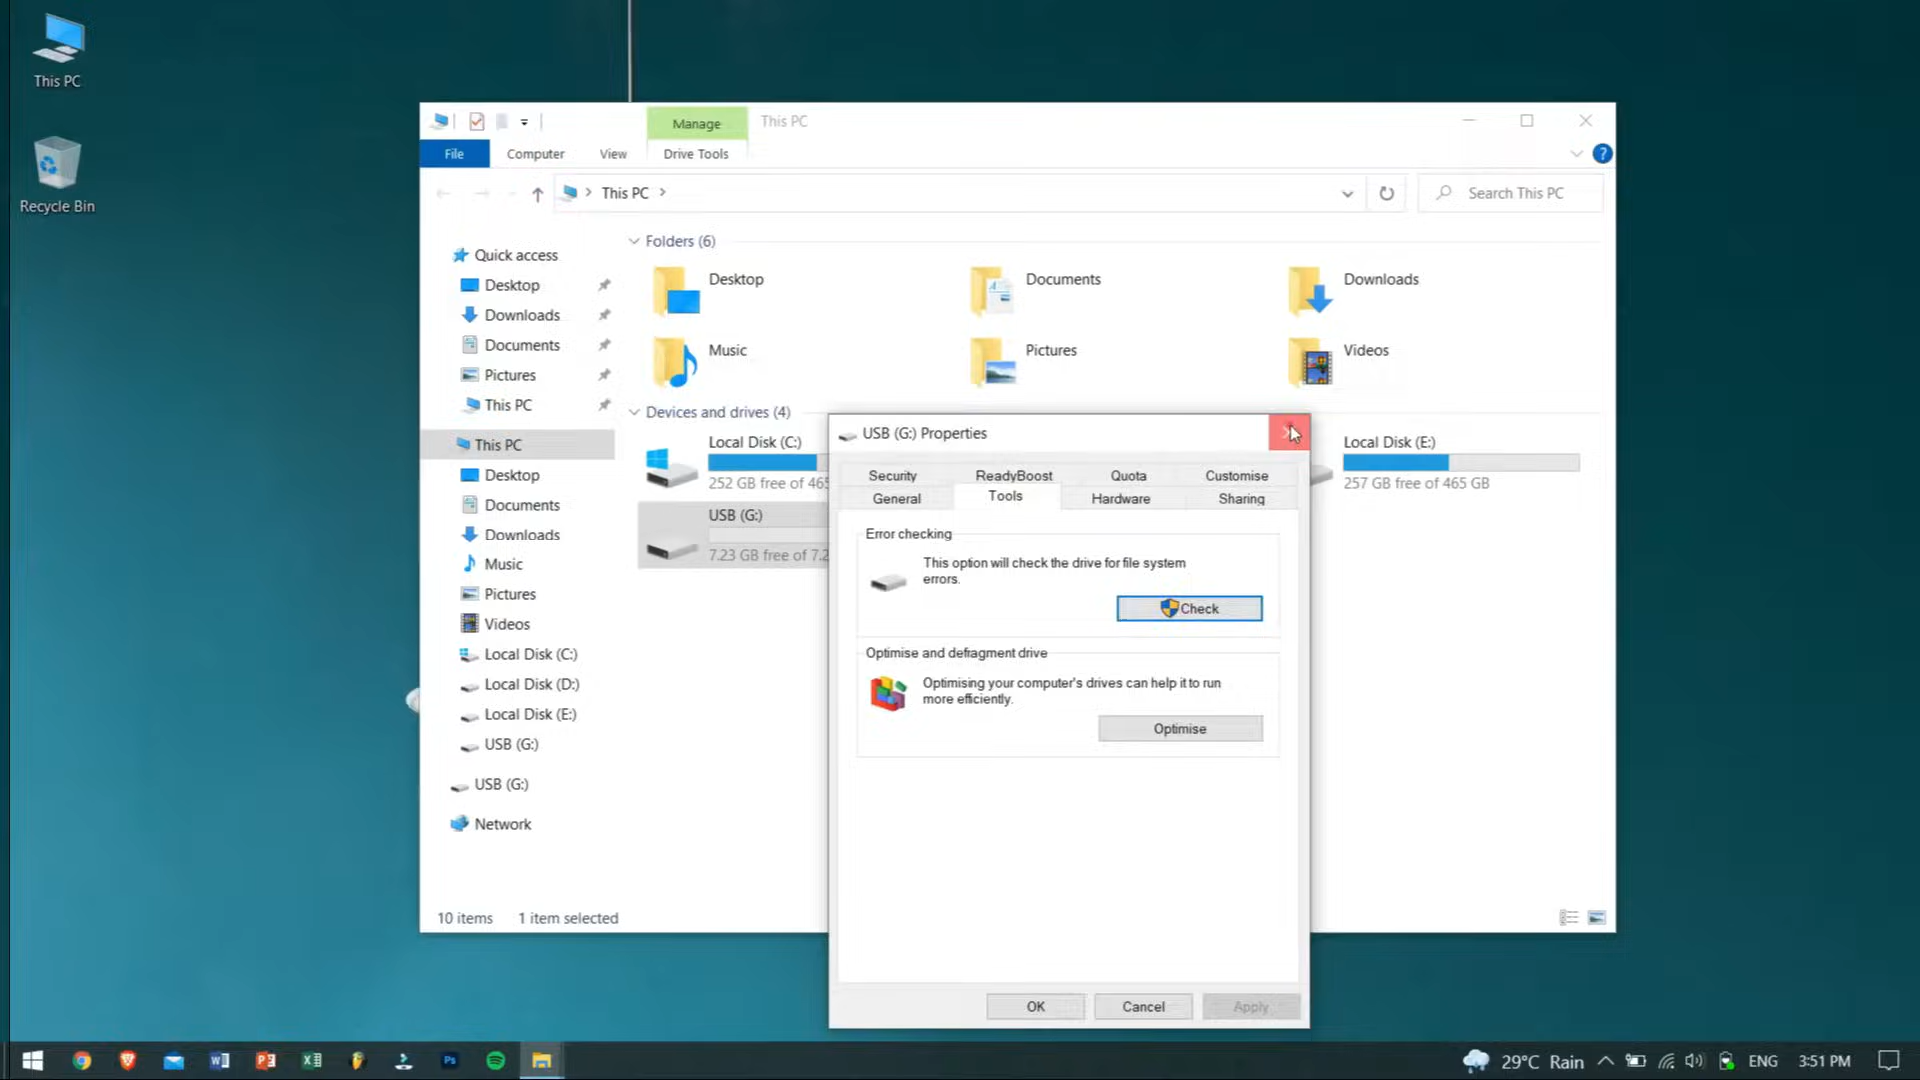 This PC
Recycle Bin
Manage
This PC
File
Computer
View
Drive Tools
This PC
Search This PC
Quick access
Desktop
Downloads
Documents
Pictures
This PC
This PC
Desktop
Documents
Downloads
Music
Pictures
Videos
Local Disk (C:)
Local Disk (D:)
Local Disk (E:)
USB (G:)
USB (G:)
Network
Folders (6)
Desktop
Documents
Downloads
Music
Pictures
Videos
Devices and drives (4)
Local Disk (C:)
252 GB free of 465
Local Disk (E:)
257 GB free of 465 GB
USB (G:)
7.23 GB free of 7.2
USB (G:) Properties
Security
ReadyBoost
Quota
Customise
General
Tools
Hardware
Sharing
Error checking
This option will check the drive for file system
errors.
Check
Optimise and defragment drive
Optimising your computer's drives can help it to run
more efficiently.
Optimise
OK
Cancel
Apply
10 items
1 item selected
29°C Rain
ENG
3:51 PM